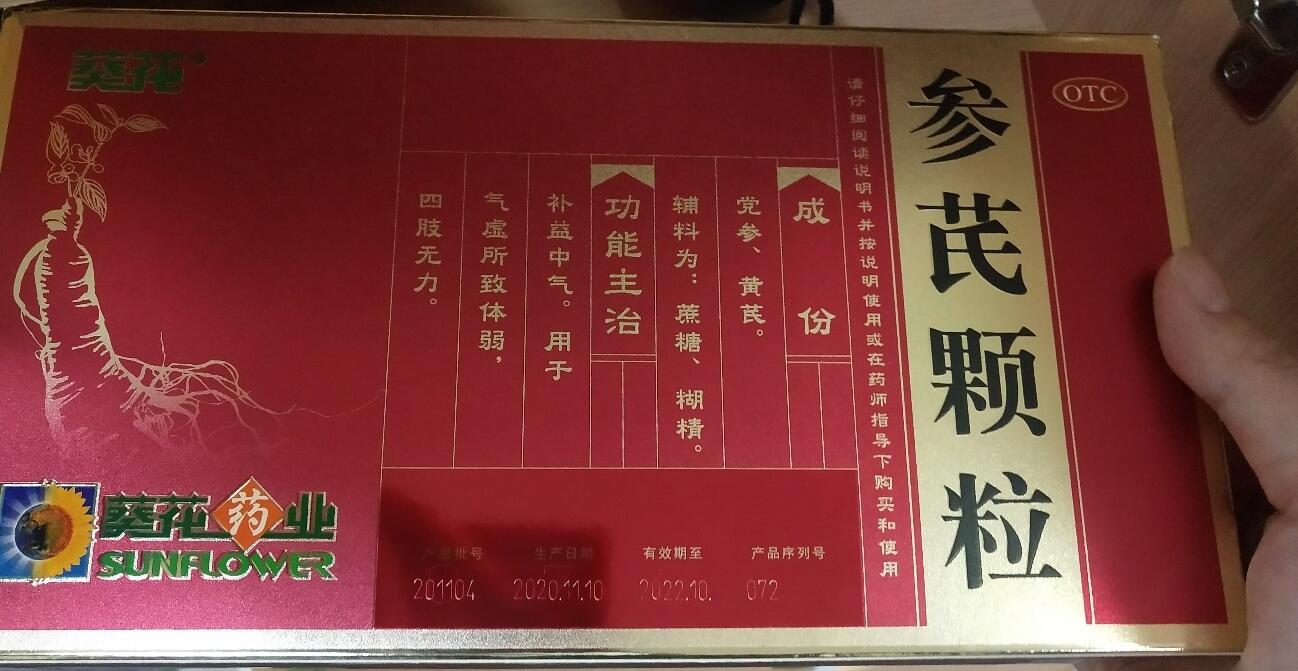 葵花®
OTC
参芪颗粒
请仔细阅读说明书并按说明使用或在药师指导下购买和使用
成份
党参、黄芪。
辅料为：蔗糖、糊精。
功能主治
补益中气。用于
气虚所致体弱，
四肢无力。
葵花药业
SUNFLOWER
产品批号 生产日期 有效期至 产品序列号
201104 2020.11.10 2022.10. 072